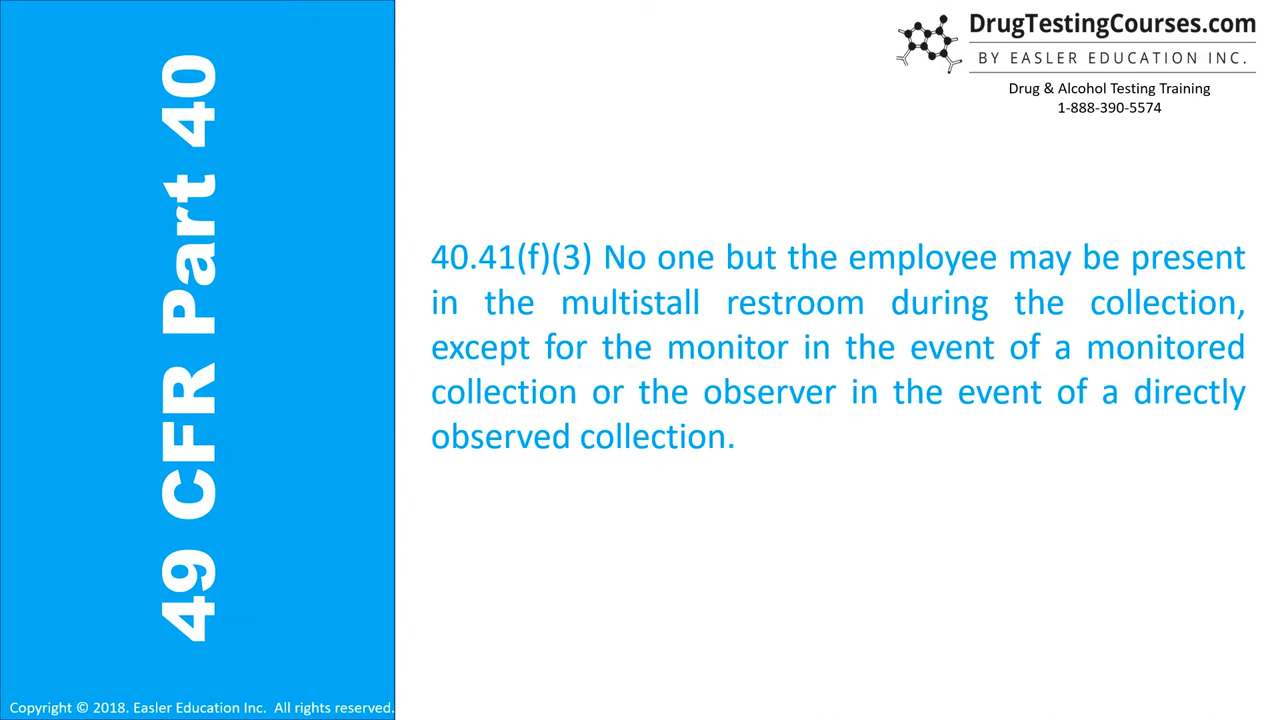 49 CFR Part 40
DrugTestingCourses.com
BY EASLER EDUCATION INC.
Drug & Alcohol Testing Training
1-888-390-5574
40.41(f)(3) No one but the employee may be present
in the multistall restroom during the collection,
except for the monitor in the event of a monitored
collection or the observer in the event of a directly
observed collection.
Copyright © 2018. Easler Education Inc. All rights reserved.